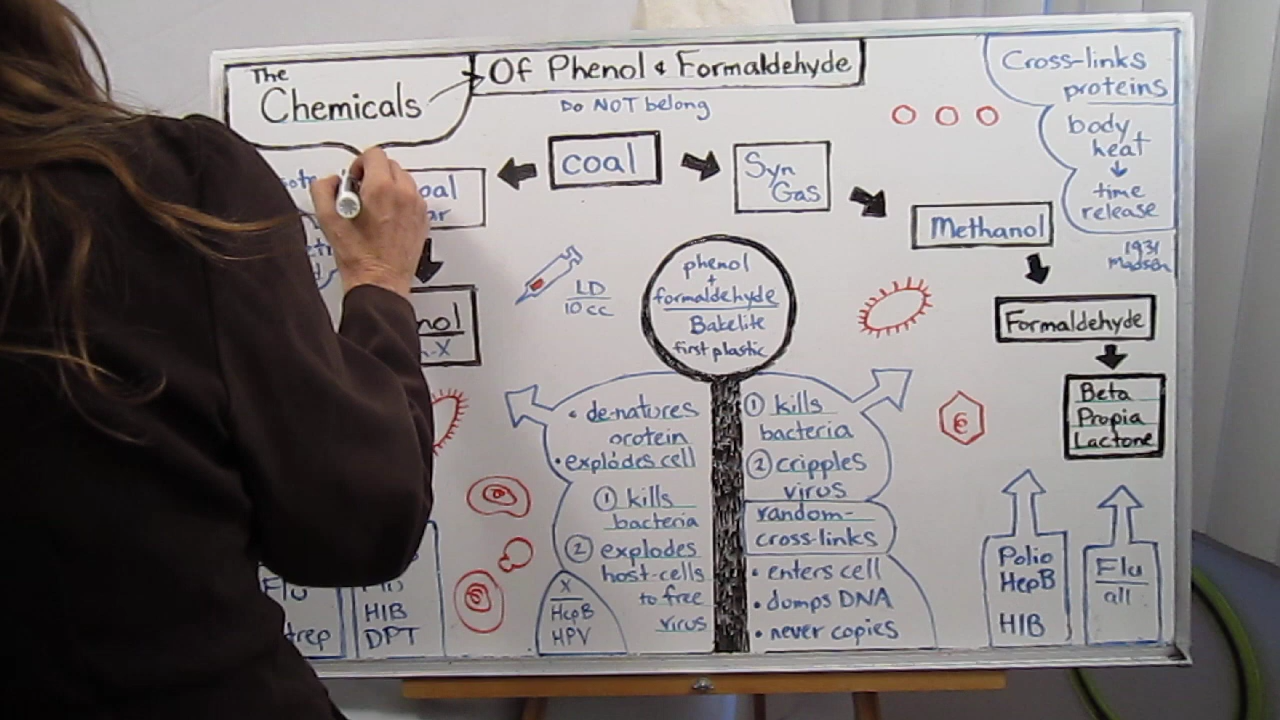 The
Chemicals
Of Phenol & Formaldehyde
Do NOT belong
Cross-links
proteins
body
heat
time
release
1931
Madsen
coal
Syn
Gas
Methanol
Formaldehyde
Beta
Propia
Lactone
LD
10 cc
phenol
+
formaldehyde
Bakelite
first plastic
• de-natures
protein
• explodes cell
① kills
bacteria
② explodes
host-cells
to free
virus
X
HepB
HPV
① kills
bacteria
② cripples
virus
random-
cross-links
• enters cell
• dumps DNA
• never copies
Polio
HepB
HIB
Flu
all
Flu
HIB
DPT